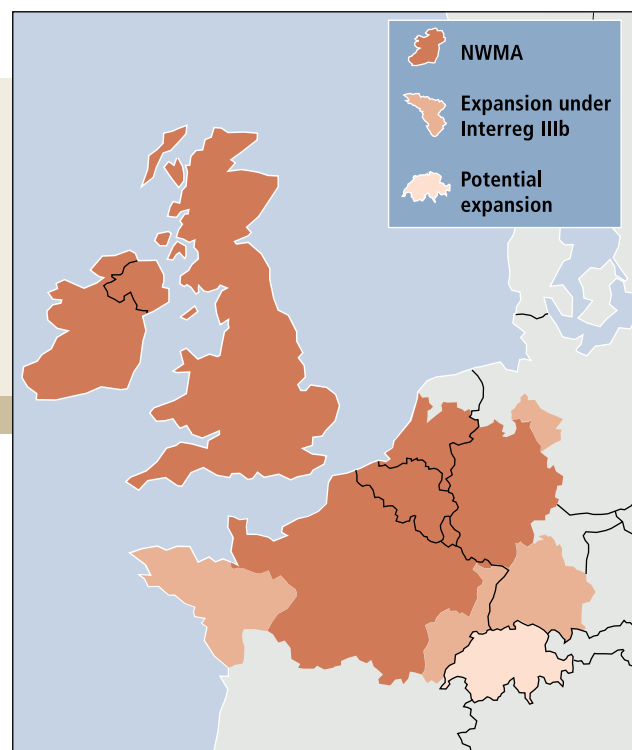 NWMA
Expansion under
Interreg IIIb
Potential
expansion